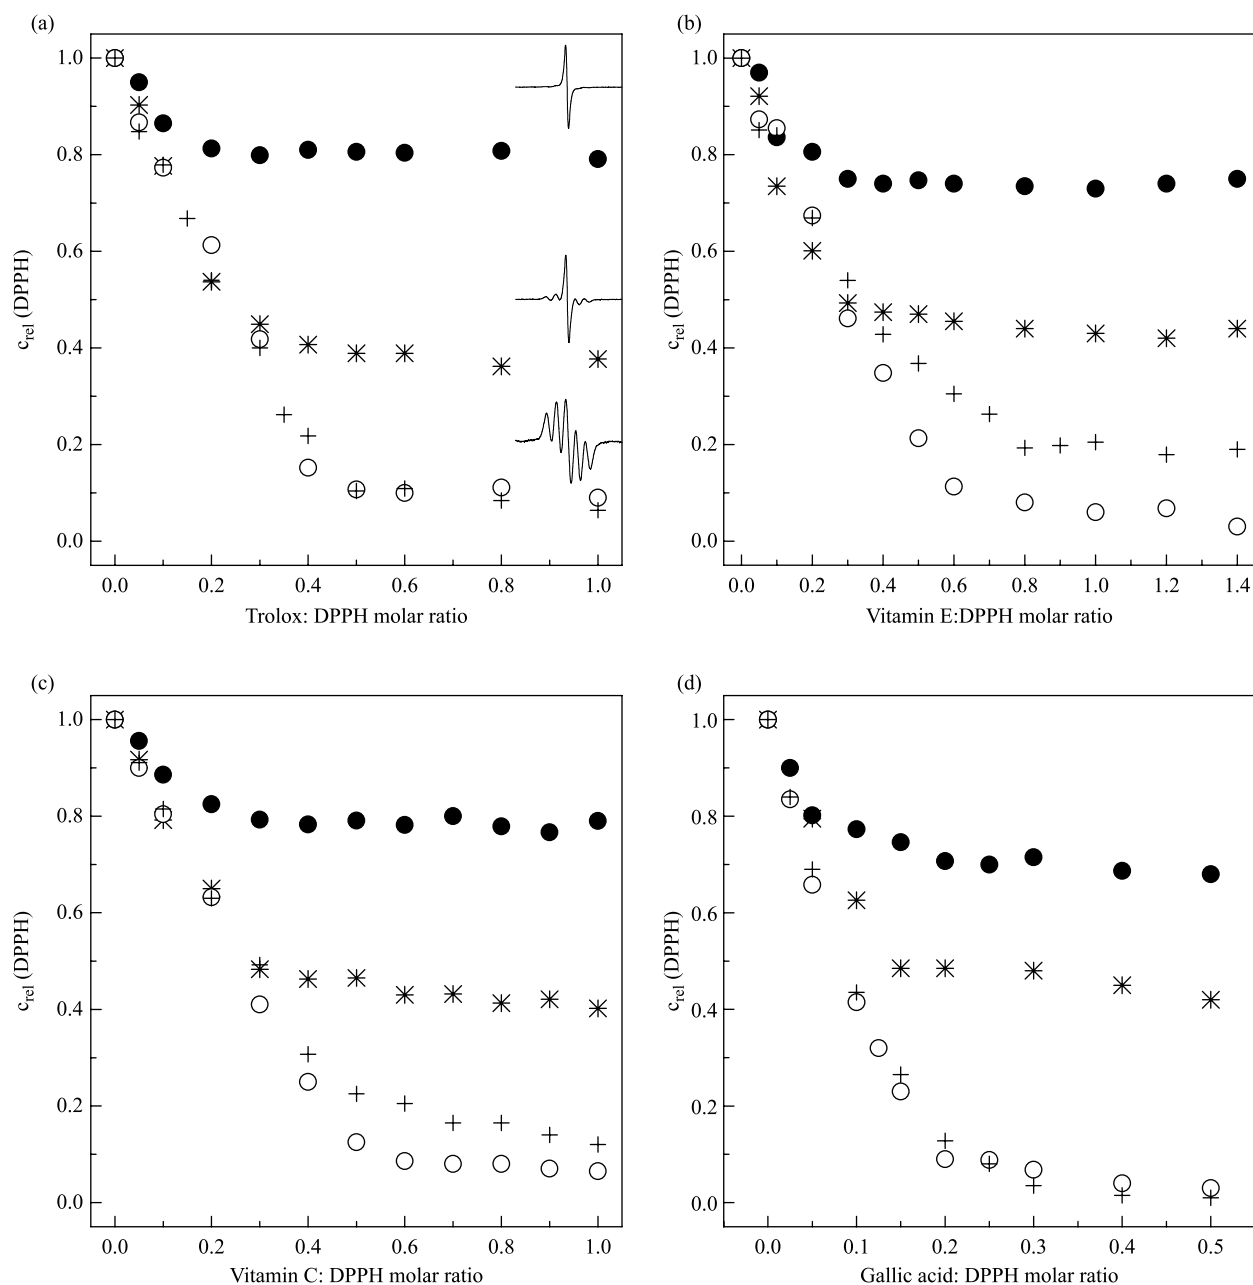 (a)
1.0
0.8
0.6
0.4
0.2
0.0
c_rel (DPPH)
0.0 0.2 0.4 0.6 0.8 1.0
Trolox: DPPH molar ratio
(b)
1.0
0.8
0.6
0.4
0.2
0.0
c_rel (DPPH)
0.0 0.2 0.4 0.6 0.8 1.0 1.2 1.4
Vitamin E:DPPH molar ratio
(c)
1.0
0.8
0.6
0.4
0.2
0.0
c_rel (DPPH)
0.0 0.2 0.4 0.6 0.8 1.0
Vitamin C: DPPH molar ratio
(d)
1.0
0.8
0.6
0.4
0.2
0.0
c_rel (DPPH)
0.0 0.1 0.2 0.3 0.4 0.5
Gallic acid: DPPH molar ratio